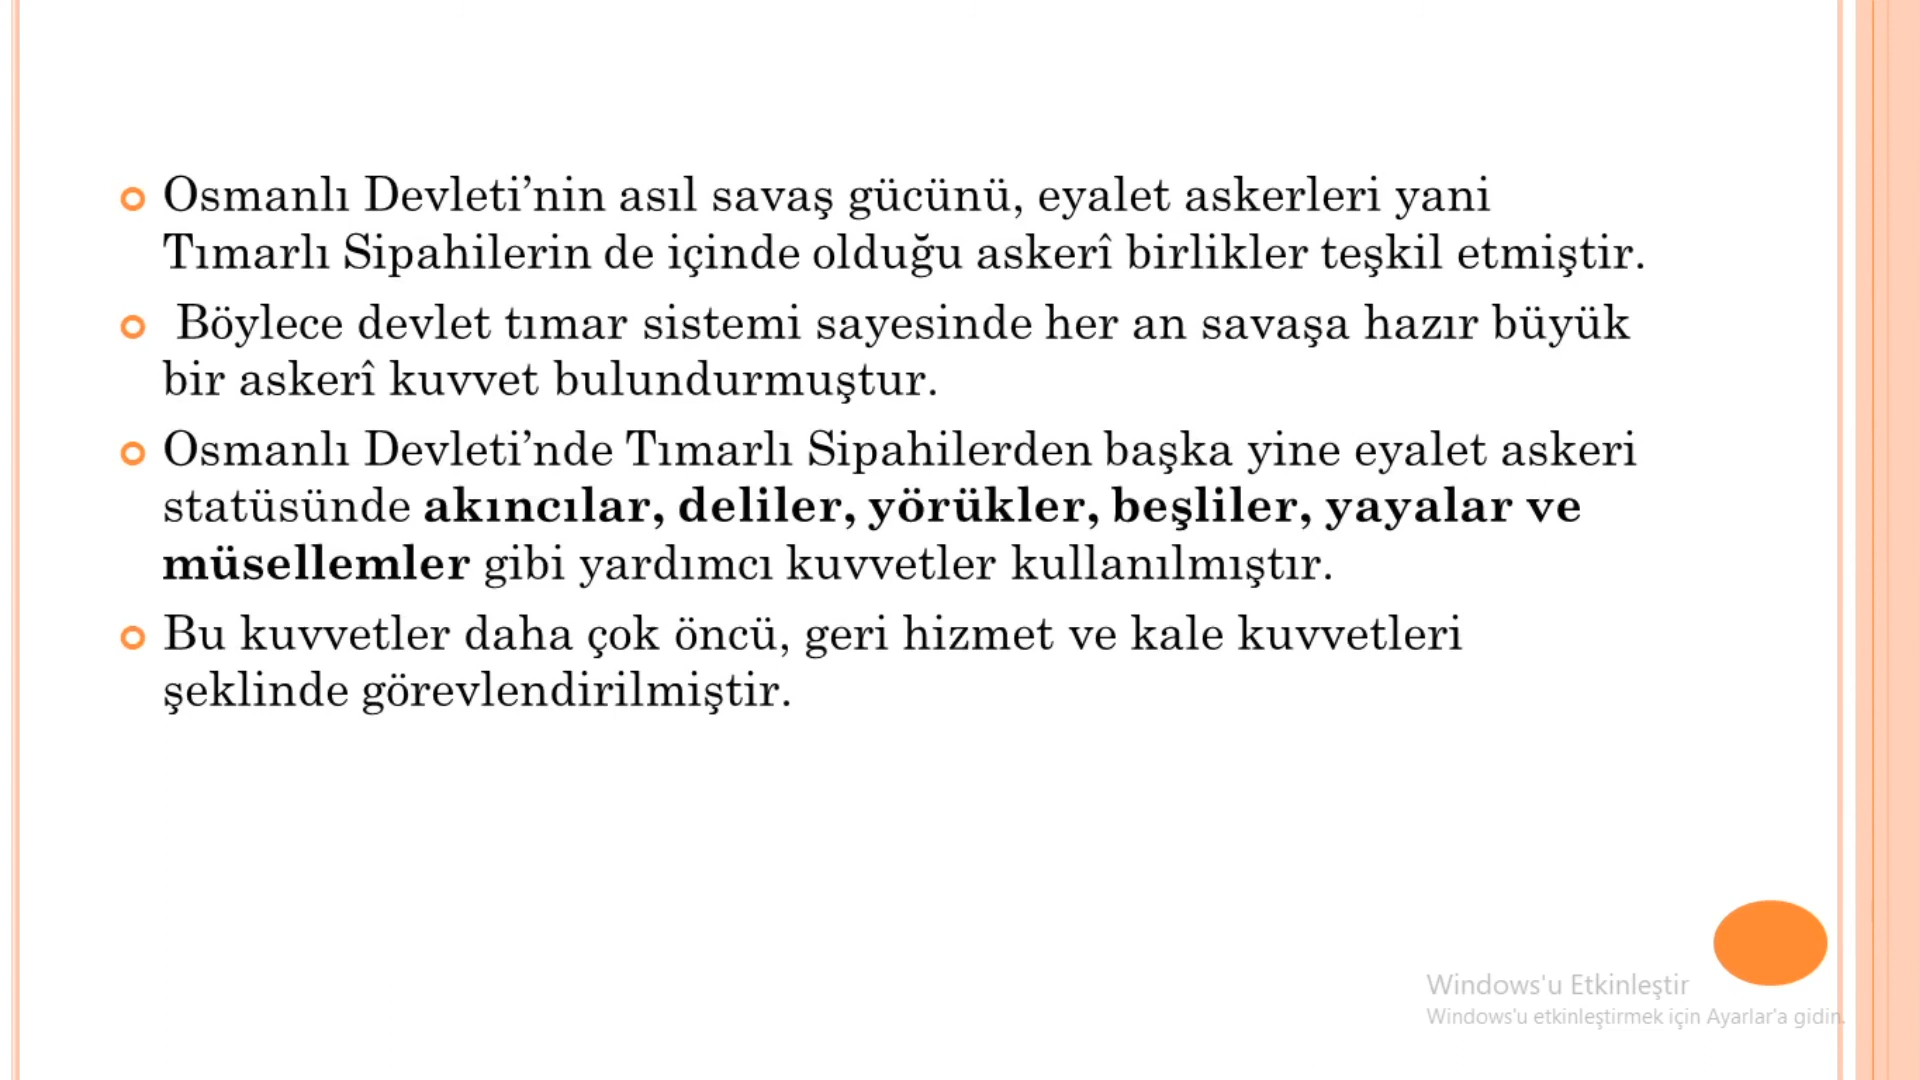 Osmanlı Devleti’nin asıl savaş gücünü, eyalet askerleri yani
Tımarlı Sipahilerin de içinde olduğu askerî birlikler teşkil etmiştir.
Böylece devlet tımar sistemi sayesinde her an savaşa hazır büyük
bir askerî kuvvet bulundurmuştur.
Osmanlı Devleti’nde Tımarlı Sipahilerden başka yine eyalet askeri
statüsünde akıncılar, deliler, yörükler, beşliler, yayalar ve
müsellemler gibi yardımcı kuvvetler kullanılmıştır.
Bu kuvvetler daha çok öncü, geri hizmet ve kale kuvvetleri
şeklinde görevlendirilmiştir.
Windows'u Etkinleştir
Windows'u etkinleştirmek için Ayarlar'a gidin.